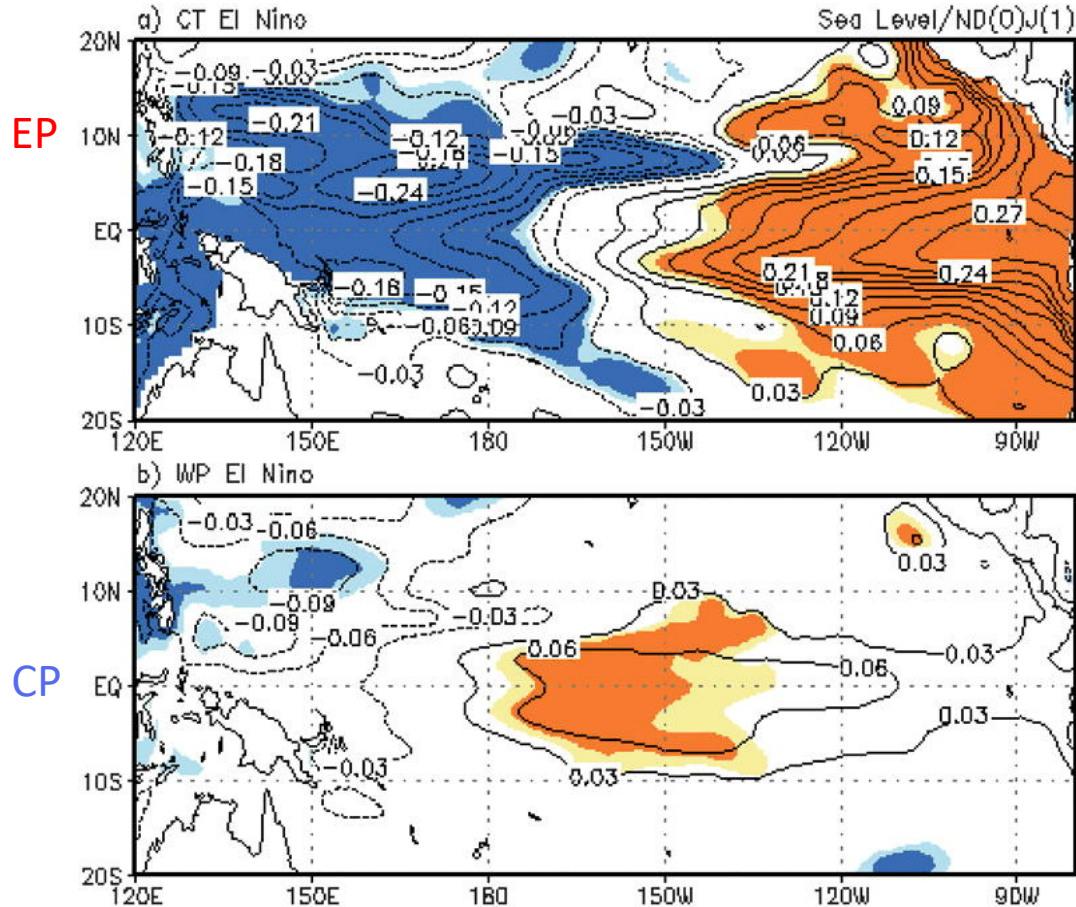 a) CT El Nino
Sea Level/ND(0)J(1)
EP
20N
10N
EQ
10S
20S
-0.09
-0.03
-0.03
-0.15
0.09
-0.21
-0.12
-0.12
0.12
-0.18
-0.15
-0.15
0.15
-0.24
0.27
0.21
0.24
-0.12
0.12
0.09
-0.06
0.06
-0.03
0.03
-0.03
120E 150E 180 150W 120W 90W
b) WP El Nino
CP
20N
10N
EQ
10S
20S
-0.03
-0.06
0.03
-0.09
0.03
-0.03
-0.09
-0.06
0.06
0.06
0.03
0.03
-0.03
0.03
120E 150E 180 150W 120W 90W